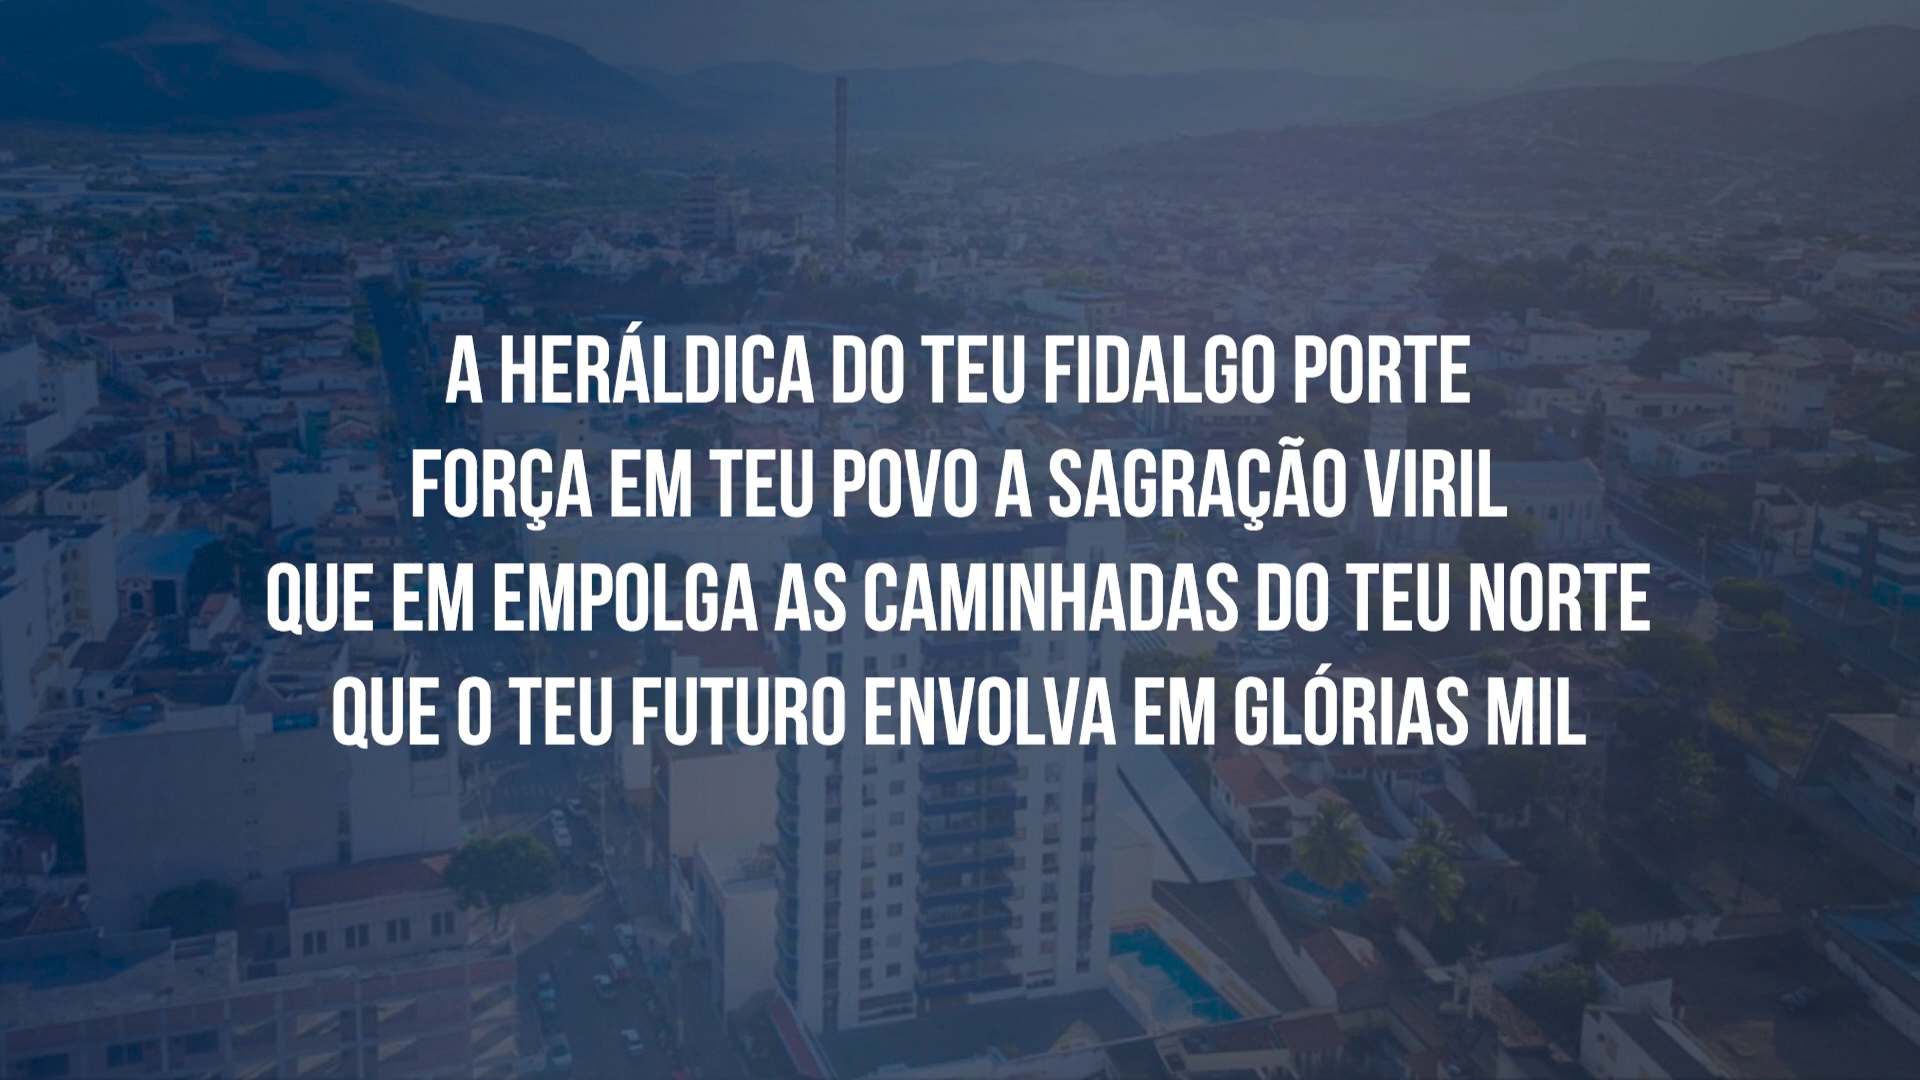 A HERÁLDICA DO TEU FIDALGO PORTE
FORÇA EM TEU POVO A SAGRAÇÃO VIRIL
QUE EM EMPOLGA AS CAMINHADAS DO TEU NORTE
QUE O TEU FUTURO ENVOLVA EM GLÓRIAS MIL